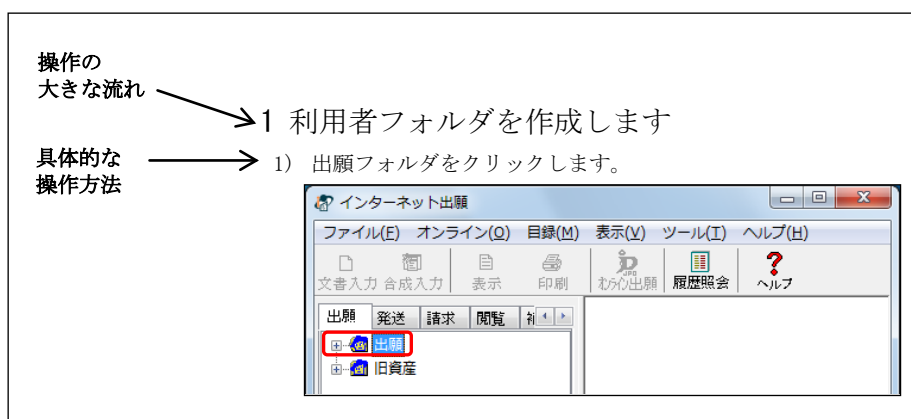 操作の
大きな流れ
1 利用者フォルダを作成します
具体的な
操作方法
1) 出願フォルダをクリックします。
インターネット出願
ファイル(F) オンライン(O) 目録(M) 表示(V) ツール(T) ヘルプ(H)
文書入力 合成入力 表示 印刷 オンライン出願 履歴照会 ヘルプ
出願 発送 請求 閲覧
出願
旧資産